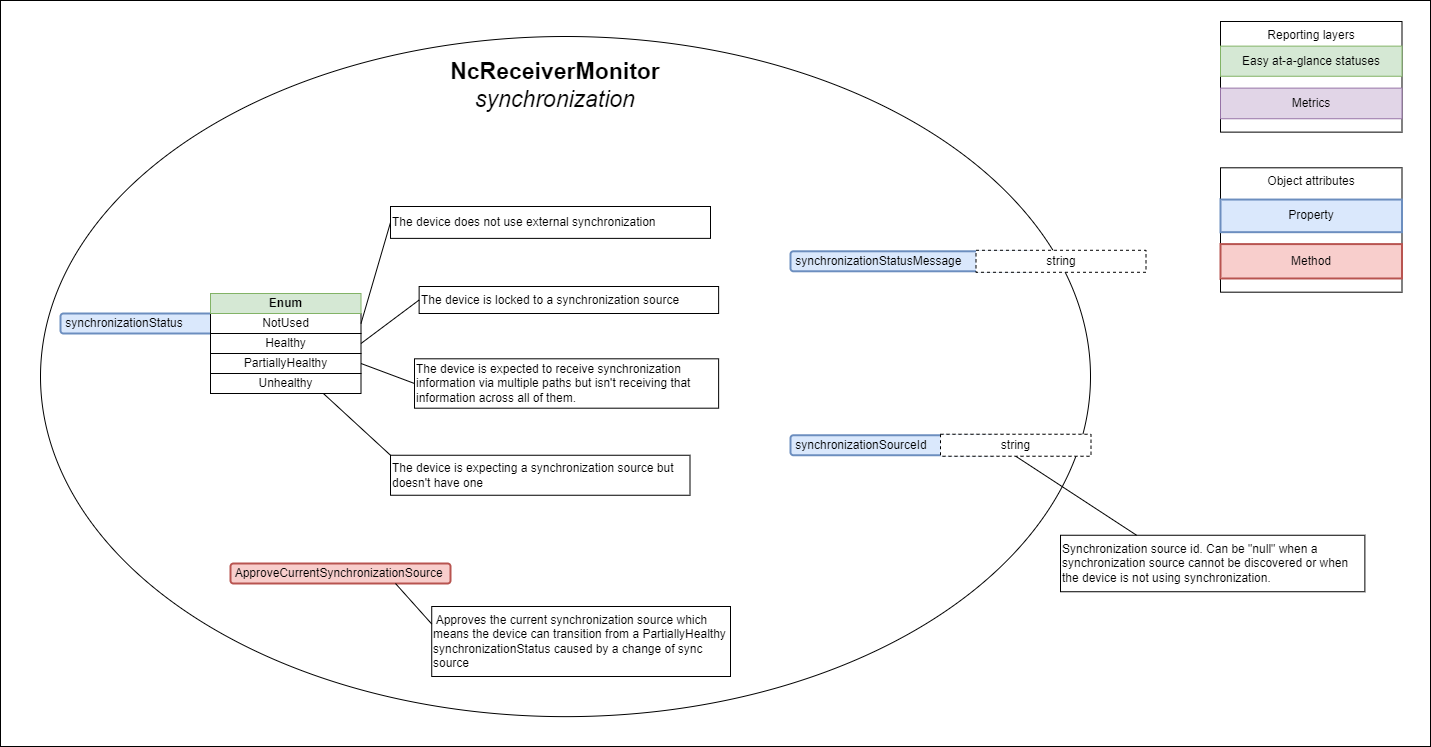 NcReceiverMonitor
synchronization
Reporting layers
Easy at-a-glance statuses
Metrics
Object attributes
Property
Method
The device does not use external synchronization
synchronizationStatusMessage
string
The device is locked to a synchronization source
synchronizationStatus
Enum
NotUsed
Healthy
PartiallyHealthy
Unhealthy
The device is expected to receive synchronization
information via multiple paths but isn't receiving that
information across all of them.
The device is expecting a synchronization source but
doesn't have one
synchronizationSourceId
string
Synchronization source id. Can be "null" when a
synchronization source cannot be discovered or when
the device is not using synchronization.
ApproveCurrentSynchronizationSource
Approves the current synchronization source which
means the device can transition from a PartiallyHealthy
synchronizationStatus caused by a change of sync
source